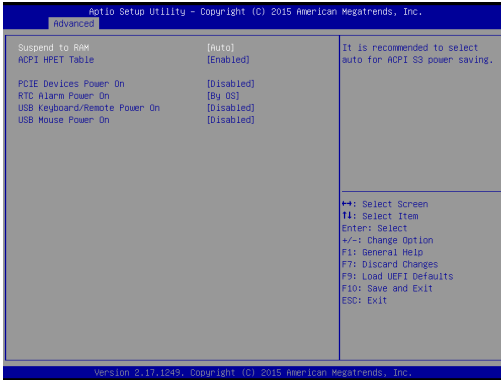 Aptio Setup Utility – Copyright (C) 2015 American Megatrends, Inc.
Advanced
Suspend to RAM [Auto]
ACPI HPET Table [Enabled]
PCIE Devices Power On [Disabled]
RTC Alarm Power On [By OS]
USB Keyboard/Remote Power On [Disabled]
USB Mouse Power On [Disabled]
It is recommended to select
auto for ACPI S3 power saving.
↔: Select Screen
↑↓: Select Item
Enter: Select
+/-: Change Option
F1: General Help
F7: Discard Changes
F9: Load UEFI Defaults
F10: Save and Exit
ESC: Exit
Version 2.17.1249. Copyright (C) 2015 American Megatrends, Inc.